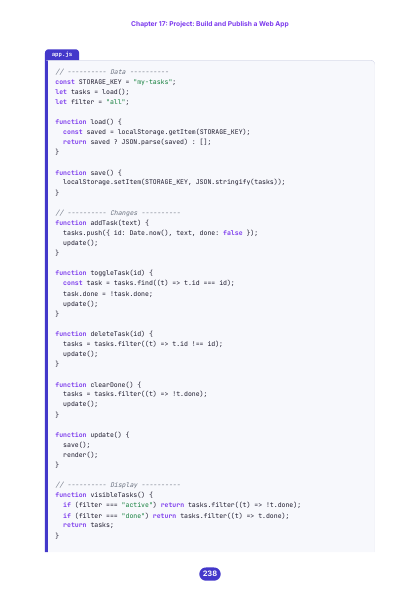 Chapter 17: Project: Build and Publish a Web App
app.js
// ---------- Data ----------
const STORAGE_KEY = "my-tasks";
let tasks = load();
let filter = "all";

function load() {
  const saved = localStorage.getItem(STORAGE_KEY);
  return saved ? JSON.parse(saved) : [];
}

function save() {
  localStorage.setItem(STORAGE_KEY, JSON.stringify(tasks));
}

// ---------- Changes ----------
function addTask(text) {
  tasks.push({ id: Date.now(), text, done: false });
  update();
}

function toggleTask(id) {
  const task = tasks.find((t) => t.id === id);
  task.done = !task.done;
  update();
}

function deleteTask(id) {
  tasks = tasks.filter((t) => t.id !== id);
  update();
}

function clearDone() {
  tasks = tasks.filter((t) => !t.done);
  update();
}

function update() {
  save();
  render();
}

// ---------- Display ----------
function visibleTasks() {
  if (filter === "active") return tasks.filter((t) => !t.done);
  if (filter === "done") return tasks.filter((t) => t.done);
  return tasks;
}
238